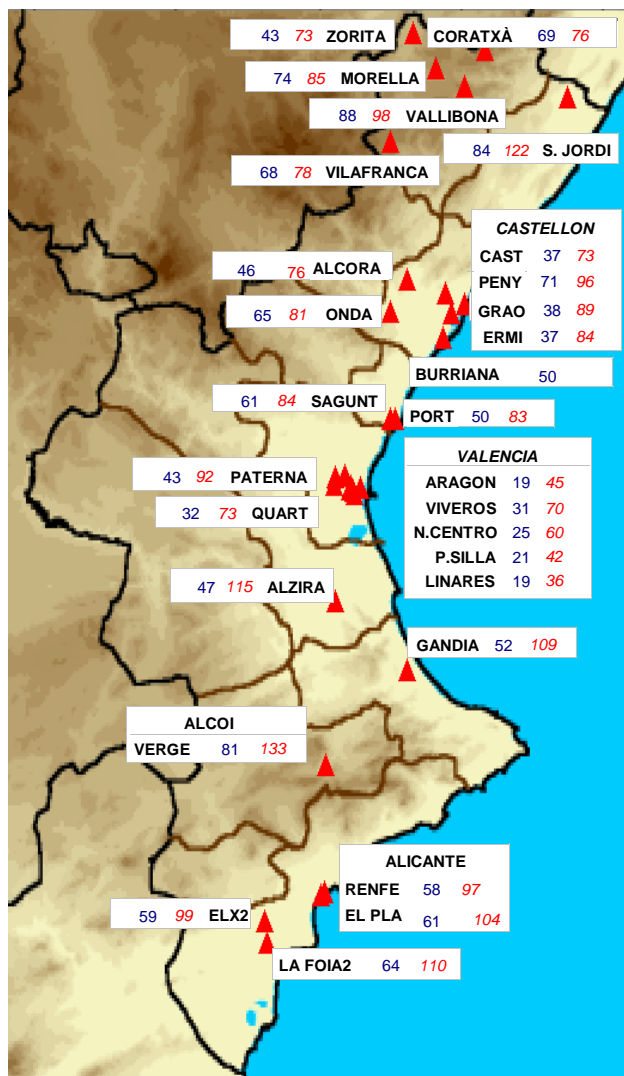 43 73 ZORITA
CORATXÀ 69 76
74 85 MORELLA
88 98 VALLIBONA
84 122 S. JORDI
68 78 VILAFRANCA
CASTELLON
CAST 37 73
PENY 71 96
GRAO 38 89
ERMI 37 84
46 76 ALCORA
65 81 ONDA
BURRIANA 50
61 84 SAGUNT
PORT 50 83
43 92 PATERNA
32 73 QUART
VALENCIA
ARAGON 19 45
VIVEROS 31 70
N.CENTRO 25 60
P.SILLA 21 42
LINARES 19 36
47 115 ALZIRA
GANDIA 52 109
ALCOI
VERGE 81 133
ALICANTE
RENFE 58 97
EL PLA 61 104
59 99 ELX2
LA FOIA2 64 110